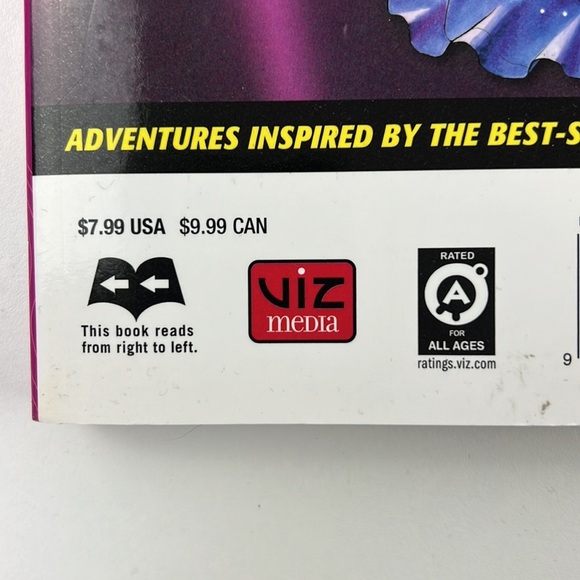 ADVENTURES INSPIRED BY THE BEST-S
$7.99 USA $9.99 CAN
This book reads
from right to left.
VIZ
MEDIA
RATED
A
FOR
ALL AGES
ratings.viz.com
9